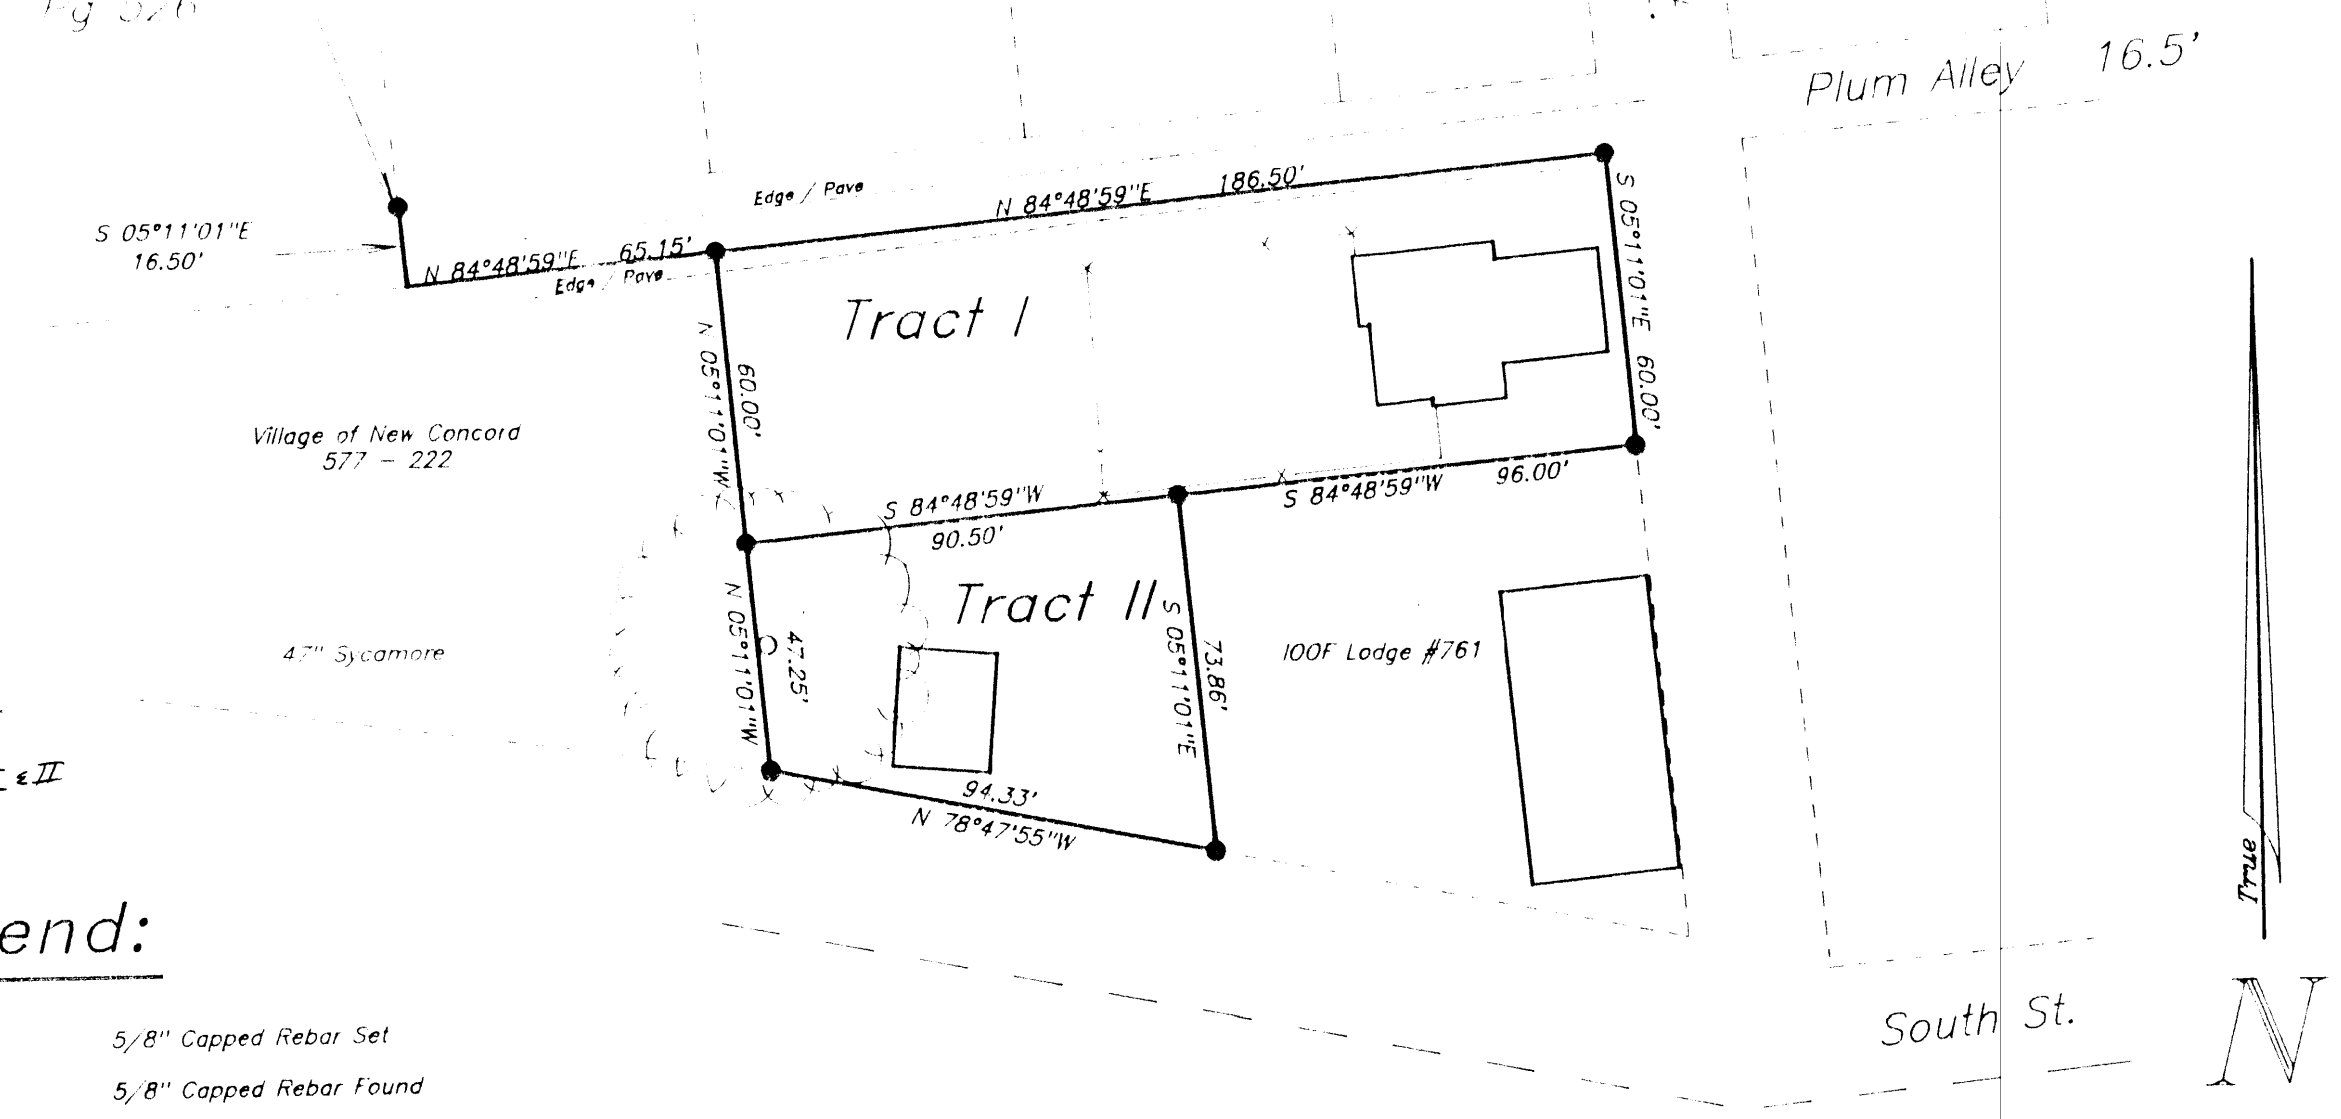 Pg 576
Plum Alley 16.5'
Edge / Pave
N 84°48'59"E 186.50'
S 05°11'01"E
16.50'
N 84°48'59"E 65.15'
Edge / Pave
S 05°11'01"E 60.00'
Tract I
N 05°11'01"W
60.00'
Village of New Concord
577 - 222
S 84°48'59"W
90.50'
S 84°48'59"W 96.00'
Tract II
N 05°11'01"W
47.25'
S 05°11'01"E
73.86'
IOOF Lodge #761
47" Sycamore
& II
94.33'
N 78°47'55"W
True
N
end:
South St.
5/8" Capped Rebar Set
5/8" Capped Rebar Found